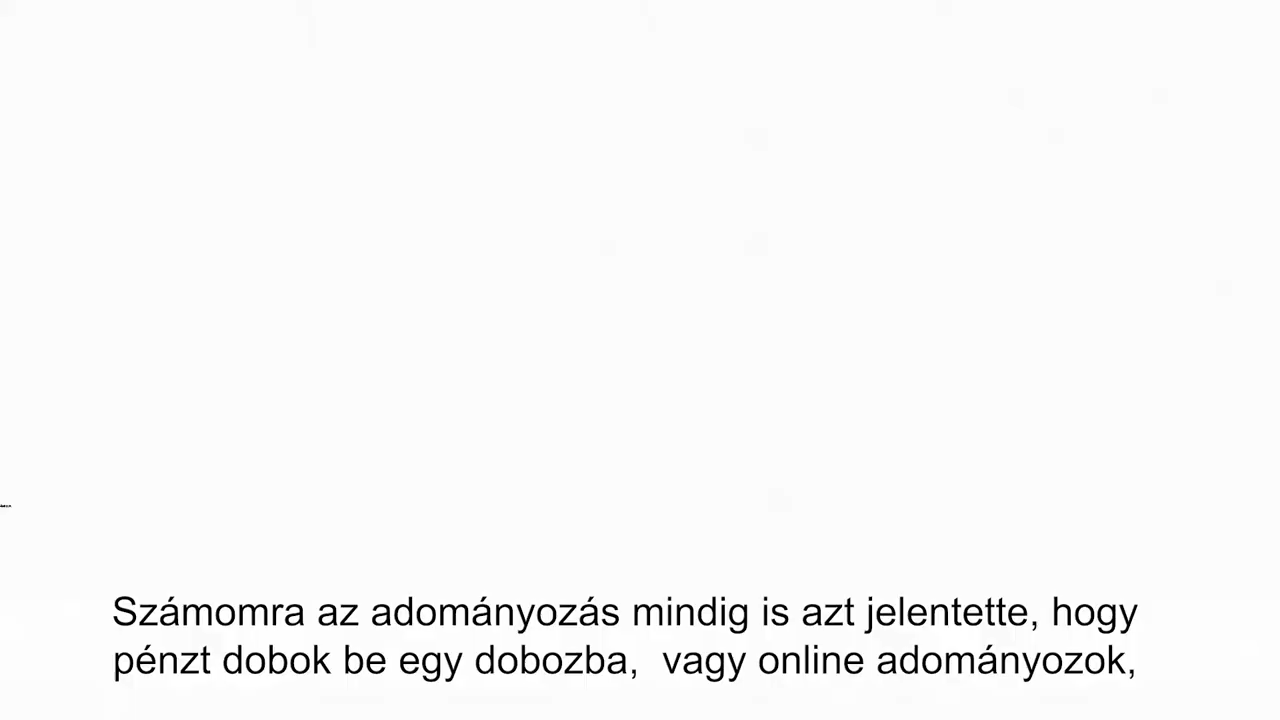 Számomra az adományozás mindig is azt jelentette, hogy
pénzt dobok be egy dobozba,  vagy online adományozok,